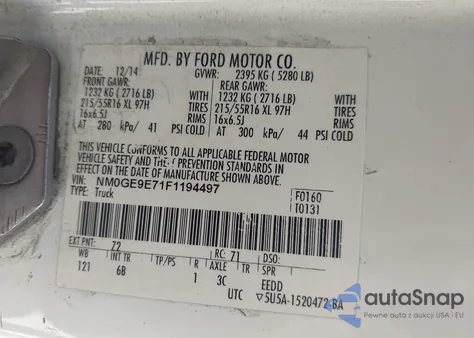 MFD. BY FORD MOTOR CO.
DATE: 12/14 GVWR: 2395 KG (5280 LB)
FRONT GAWR: REAR GAWR:
1232 KG (2716 LB) WITH 1232 KG (2716 LB) WITH
215/55R16 XL 97H TIRES 215/55R16 XL 97H TIRES
16x6.5J RIMS 16x6.5J RIMS
AT 280 kPa/ 41 PSI COLD AT 300 kPa/ 44 PSI COLD
THIS VEHICLE CONFORMS TO ALL APPLICABLE FEDERAL MOTOR
VEHICLE SAFETY AND THEFT PREVENTION STANDARDS IN
EFFECT ON THE DATE OF MANUFACTURE SHOWN ABOVE.
VIN: NM0GE9E71F1194497 F0160
TYPE: Truck T0131
EXT PNT: 72 RC: 71 DSO:
WB INT TR TP/PS R AXLE TR SPR
121 6B 1 3C EEDD
UTC ▽5U5A-1520472-BA
autoSnap
Pewne auta z aukcji USA i EU